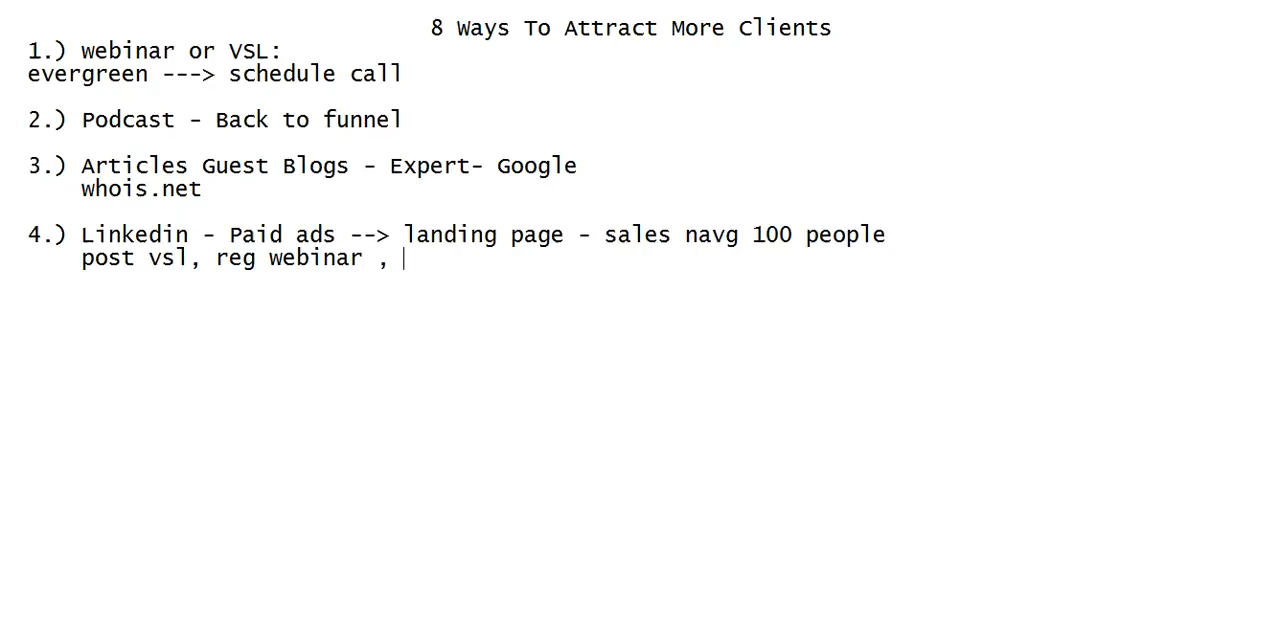 8 Ways To Attract More Clients
1.) webinar or VSL:
evergreen ---> schedule call
2.) Podcast - Back to funnel
3.) Articles Guest Blogs - Expert- Google
whois.net
4.) Linkedin - Paid ads --> landing page - sales navg 100 people
post vsl, reg webinar ,